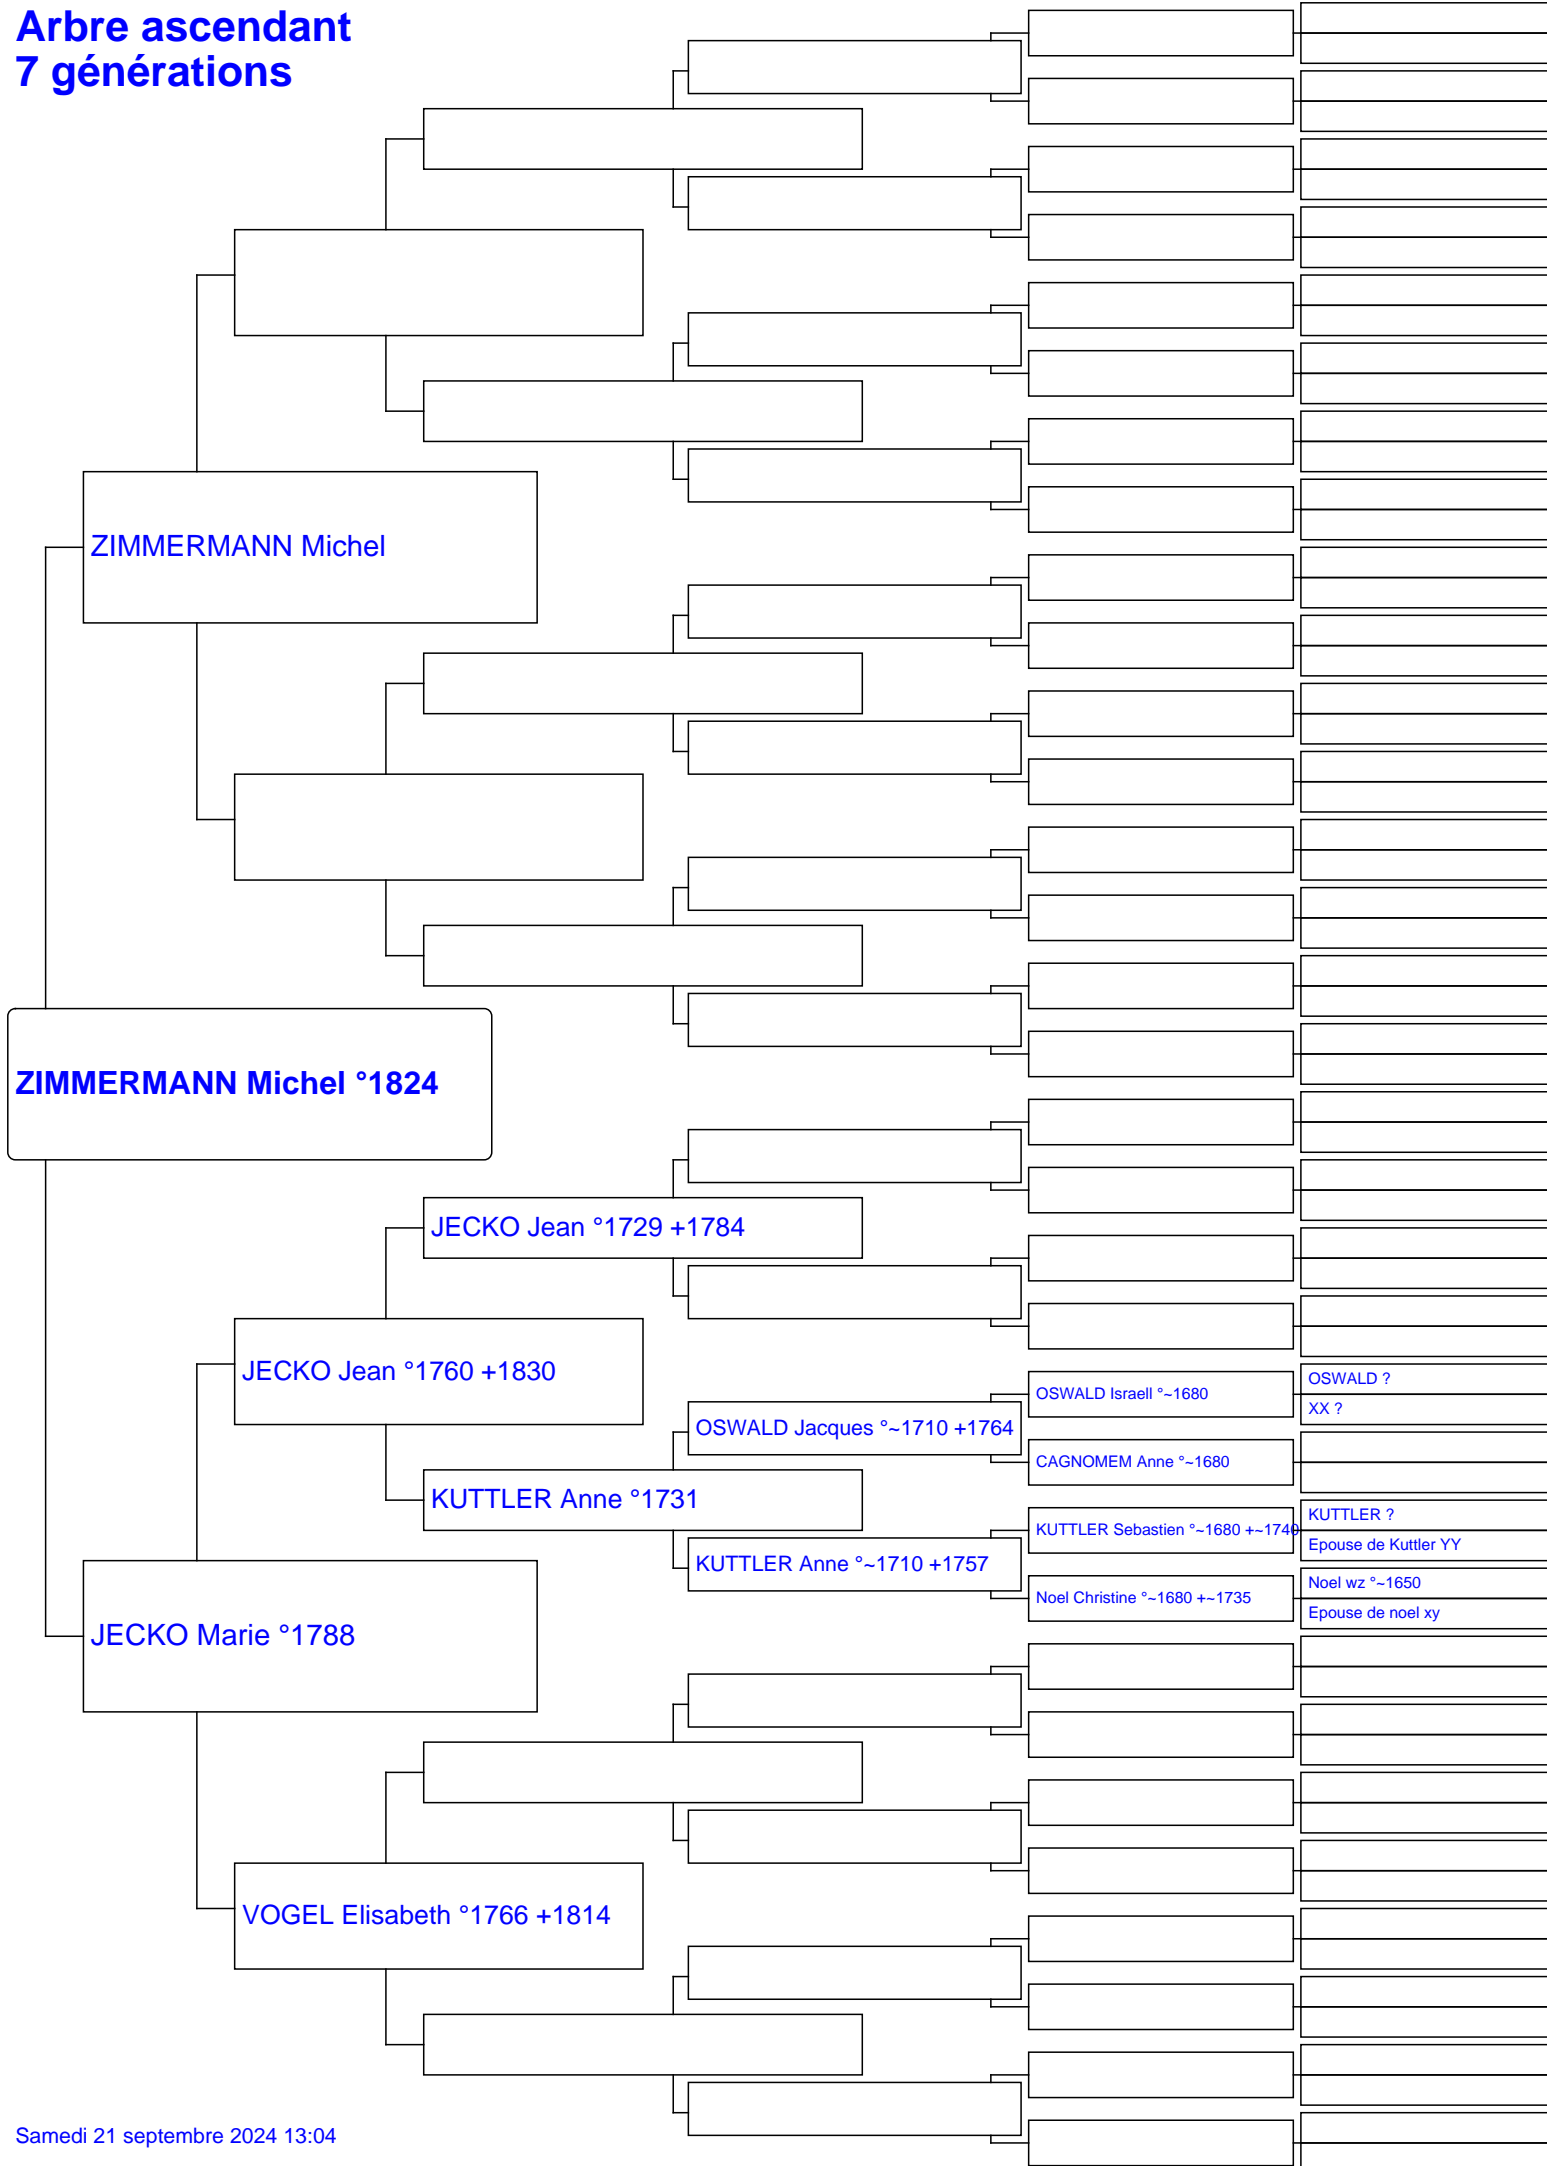 Arbre ascendant
7 générations
ZIMMERMANN Michel
ZIMMERMANN Michel °1824
JECKO Jean °1729 +1784
JECKO Jean °1760 +1830
OSWALD ?
OSWALD Israell °~1680
XX ?
OSWALD Jacques °~1710 +1764
CAGNOMEM Anne °~1680
KUTTLER Anne °1731
KUTTLER ?
KUTTLER Sebastien °~1680 +~1740
Epouse de Kuttler YY
KUTTLER Anne °~1710 +1757
Noel wz °~1650
Noel Christine °~1680 +~1735
Epouse de noel xy
JECKO Marie °1788
VOGEL Elisabeth °1766 +1814
Samedi 21 septembre 2024 13:04